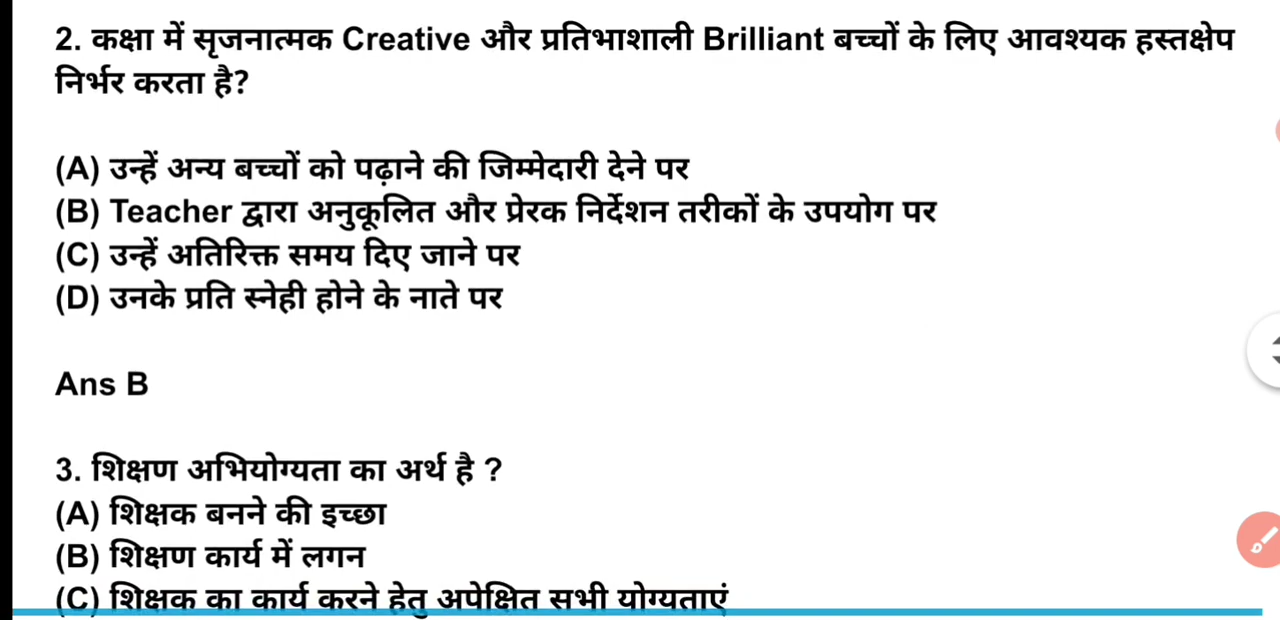 2. कक्षा में सृजनात्मक Creative और प्रतिभाशाली Brilliant बच्चों के लिए आवश्यक हस्तक्षेप
निर्भर करता है?
(A) उन्हें अन्य बच्चों को पढ़ाने की जिम्मेदारी देने पर
(B) Teacher द्वारा अनुकूलित और प्रेरक निर्देशन तरीकों के उपयोग पर
(C) उन्हें अतिरिक्त समय दिए जाने पर
(D) उनके प्रति स्नेही होने के नाते पर
Ans B
3. शिक्षण अभियोग्यता का अर्थ है ?
(A) शिक्षक बनने की इच्छा
(B) शिक्षण कार्य में लगन
(C) शिक्षक का कार्य करने हेतु अपेक्षित सभी योग्यताएं